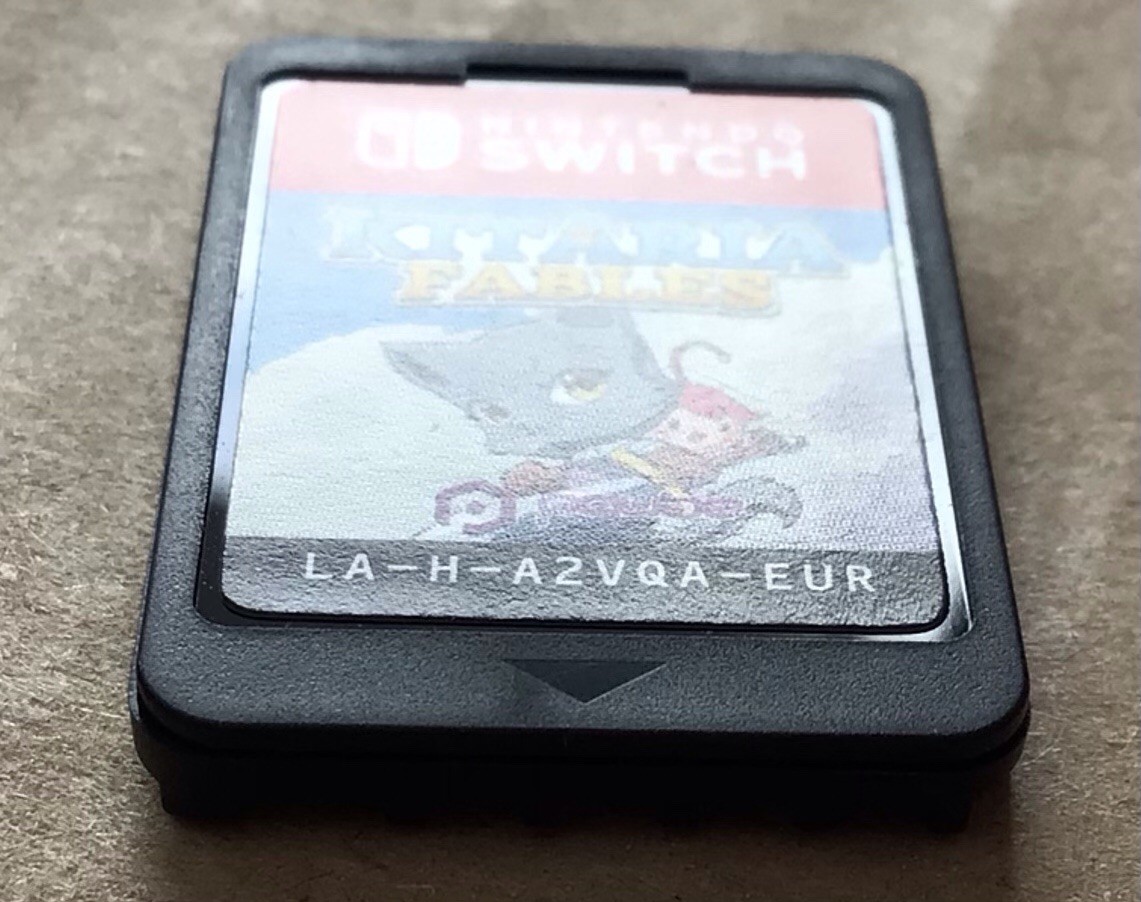 NINTENDO
SWITCH
KITARIA
FABLES
LA-H-A2VQA-EUR